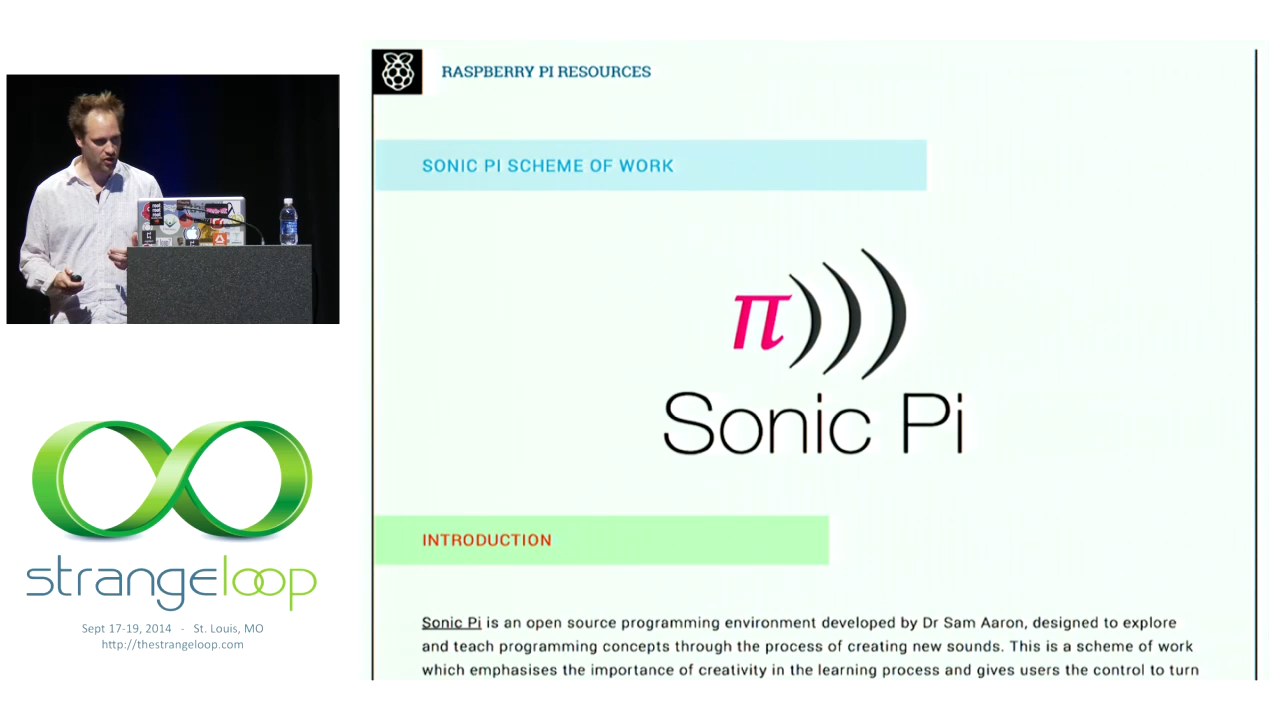 RASPBERRY PI RESOURCES
SONIC PI SCHEME OF WORK
π)))
Sonic Pi
INTRODUCTION
Sonic Pi is an open source programming environment developed by Dr Sam Aaron, designed to explore
and teach programming concepts through the process of creating new sounds. This is a scheme of work
which emphasises the importance of creativity in the learning process and gives users the control to turn
strangeloop
Sept 17-19, 2014 - St. Louis, MO
http://thestrangeloop.com